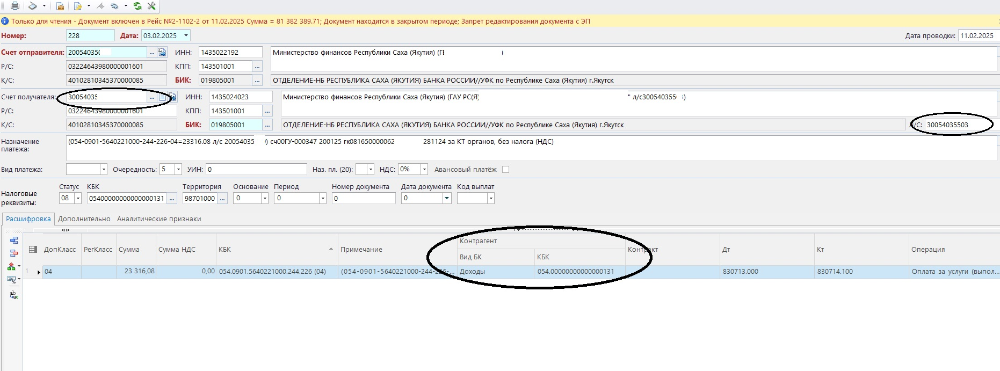 Только для чтения - Документ включен в Рейс №2-1102-2 от 11.02.2025 Сумма = 81 382 389.71; Документ находится в закрытом периоде; Запрет редактирования документа с ЭП
Номер: 228 Дата: 03.02.2025 Дата проводки: 11.02.2025
Счет отправителя: 20054035 ... ИНН: 1435022192 Министерство финансов Республики Саха (Якутия) ( )
Р/С: 03224643980000001601 КПП: 143501001 ...
К/С: 40102810345370000085 БИК: 019805001 ... ОТДЕЛЕНИЕ-НБ РЕСПУБЛИКА САХА (ЯКУТИЯ) БАНКА РОССИИ//УФК по Республике Саха (Якутия) г.Якутск
Счет получателя: 30054035 ... ИНН: 1435024023 Министерство финансов Республики Саха (Якутия) (ГАУ РС(Я) " л/с300540355 )
Р/С: 03224643980000001601 КПП: 143501001 ...
К/С: 40102810345370000085 БИК: 019805001 ... ОТДЕЛЕНИЕ-НБ РЕСПУБЛИКА САХА (ЯКУТИЯ) БАНКА РОССИИ//УФК по Республике Саха (Якутия) г.Якутск Л/С: 30054035503
Назначение платежа: (054-0901-5640221000-244-226-04=23316.08 л/с 20054035 ) сч00ГУ-000347 200125 гк081650000062 281124 за КТ органов, без налога (НДС)
Вид платежа: Очередность: 5 УИН: 0 Наз. пл. (20): НДС: 0% Авансовый платёж
Статус КБК Территория Основание Период Номер документа Дата документа Код выплат
Налоговые реквизиты: 08 05400000000000000131 ... 98701000 ... 0 0 0 0
Расшифровка Дополнительно Аналитические признаки
Контрагент
ДопКласс РегКласс Сумма Сумма НДС КБК Примечание Вид БК КБК Контракт Дт Кт Операция
1 04 23 316,08 0,00 054.0901.5640221000.244.226 (04) (054-0901-5640221000-244-226-... Доходы 054.00000000000000131 830713.000 830714.100 Оплата за услуги (выпол...